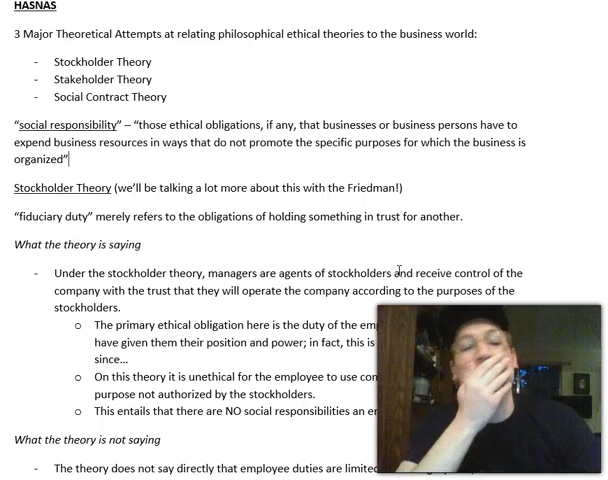 HASNAS
3 Major Theoretical Attempts at relating philosophical ethical theories to the business world:
- Stockholder Theory
- Stakeholder Theory
- Social Contract Theory
“social responsibility” – “those ethical obligations, if any, that businesses or business persons have to
expend business resources in ways that do not promote the specific purposes for which the business is
organized”
Stockholder Theory (we’ll be talking a lot more about this with the Friedman!)
“fiduciary duty” merely refers to the obligations of holding something in trust for another.
What the theory is saying
- Under the stockholder theory, managers are agents of stockholders and receive control of the
company with the trust that they will operate the company according to the purposes of the
stockholders.
o The primary ethical obligation here is the duty of the
have given them their position and power; in fact, this is
since…
o On this theory it is unethical for the employee to use
purpose not authorized by the stockholders.
o This entails that there are NO social responsibilities an
What the theory is not saying
- The theory does not say directly that employee duties are